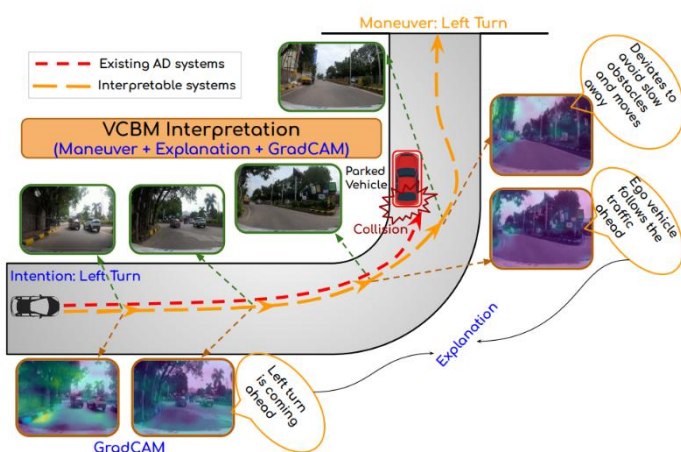 Maneuver: Left Turn
Existing AD systems
Interpretable systems
VCBM Interpretation
(Maneuver + Explanation + GradCAM)
Parked
Vehicle
Collision
Intention: Left Turn
Deviates to
avoid slow
obstacles
and moves
away
Ego vehicle
follows the
traffic
ahead
Explanation
Left turn
is coming
ahead
GradCAM